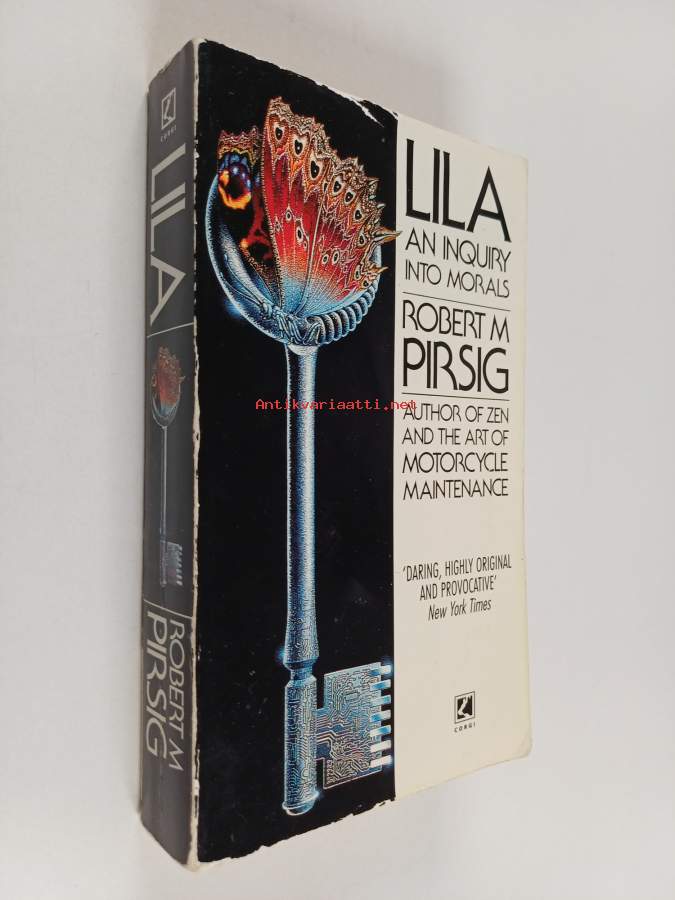 CORGI
LILA
ROBERT M
PIRSIG
LILA
AN INQUIRY
INTO MORALS
ROBERT M
PIRSIG
AUTHOR OF ZEN
AND THE ART OF
MOTORCYCLE
MAINTENANCE
'DARING, HIGHLY ORIGINAL
AND PROVOCATIVE'
New York Times
CORGI
Antikvariaatti.net